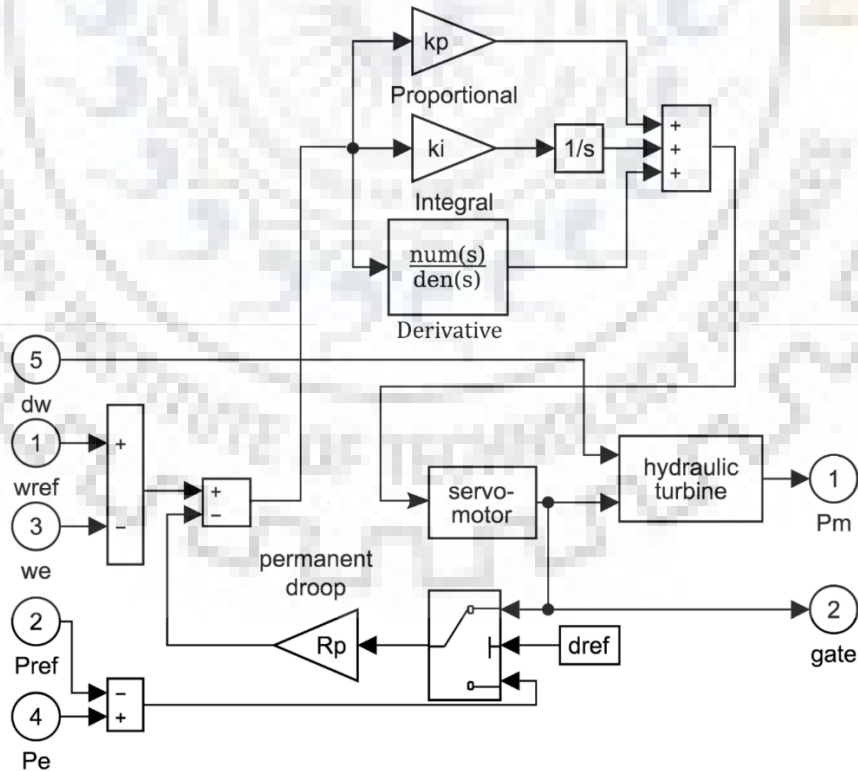 kp
Proportional
ki
1/s
+
+
+
Integral
num(s)
den(s)
Derivative
5
dw
1
wref
+
−
3
we
+
−
servo-
motor
hydraulic
turbine
1
Pm
permanent
droop
2
Pref
Rp
dref
2
gate
−
+
4
Pe